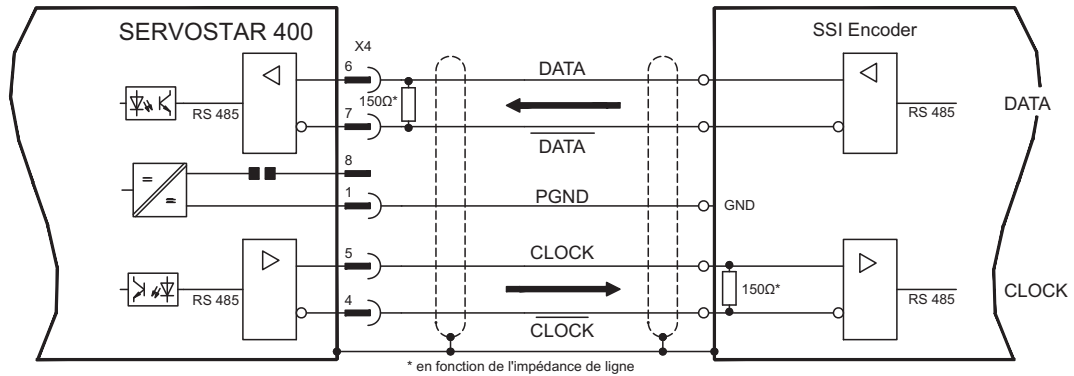 SERVOSTAR 400
X4
SSI Encoder
6
DATA
150Ω*
RS 485
7
DATA
RS 485
DATA
8
=
=
1
PGND
GND
5
CLOCK
150Ω*
RS 485
4
CLOCK
RS 485
CLOCK
* en fonction de l'impédance de ligne